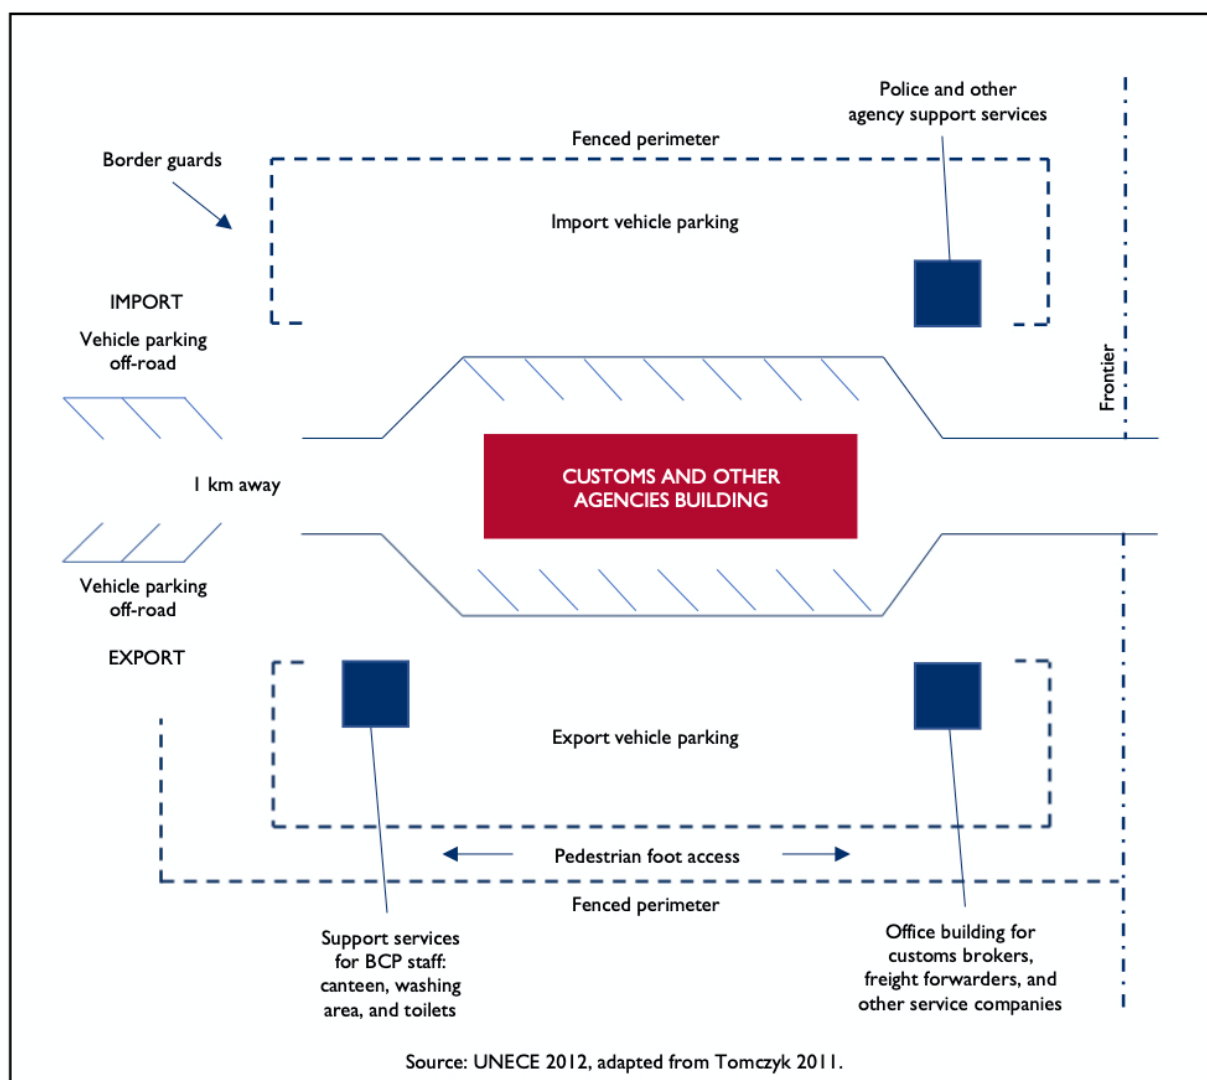 Police and other
agency support services
Fenced perimeter
Border guards
Import vehicle parking
IMPORT
Vehicle parking
off-road
Frontier
1 km away
CUSTOMS AND OTHER
AGENCIES BUILDING
Vehicle parking
off-road
EXPORT
Export vehicle parking
Pedestrian foot access
Fenced perimeter
Support services
for BCP staff:
canteen, washing
area, and toilets
Office building for
customs brokers,
freight forwarders, and
other service companies
Source: UNECE 2012, adapted from Tomczyk 2011.